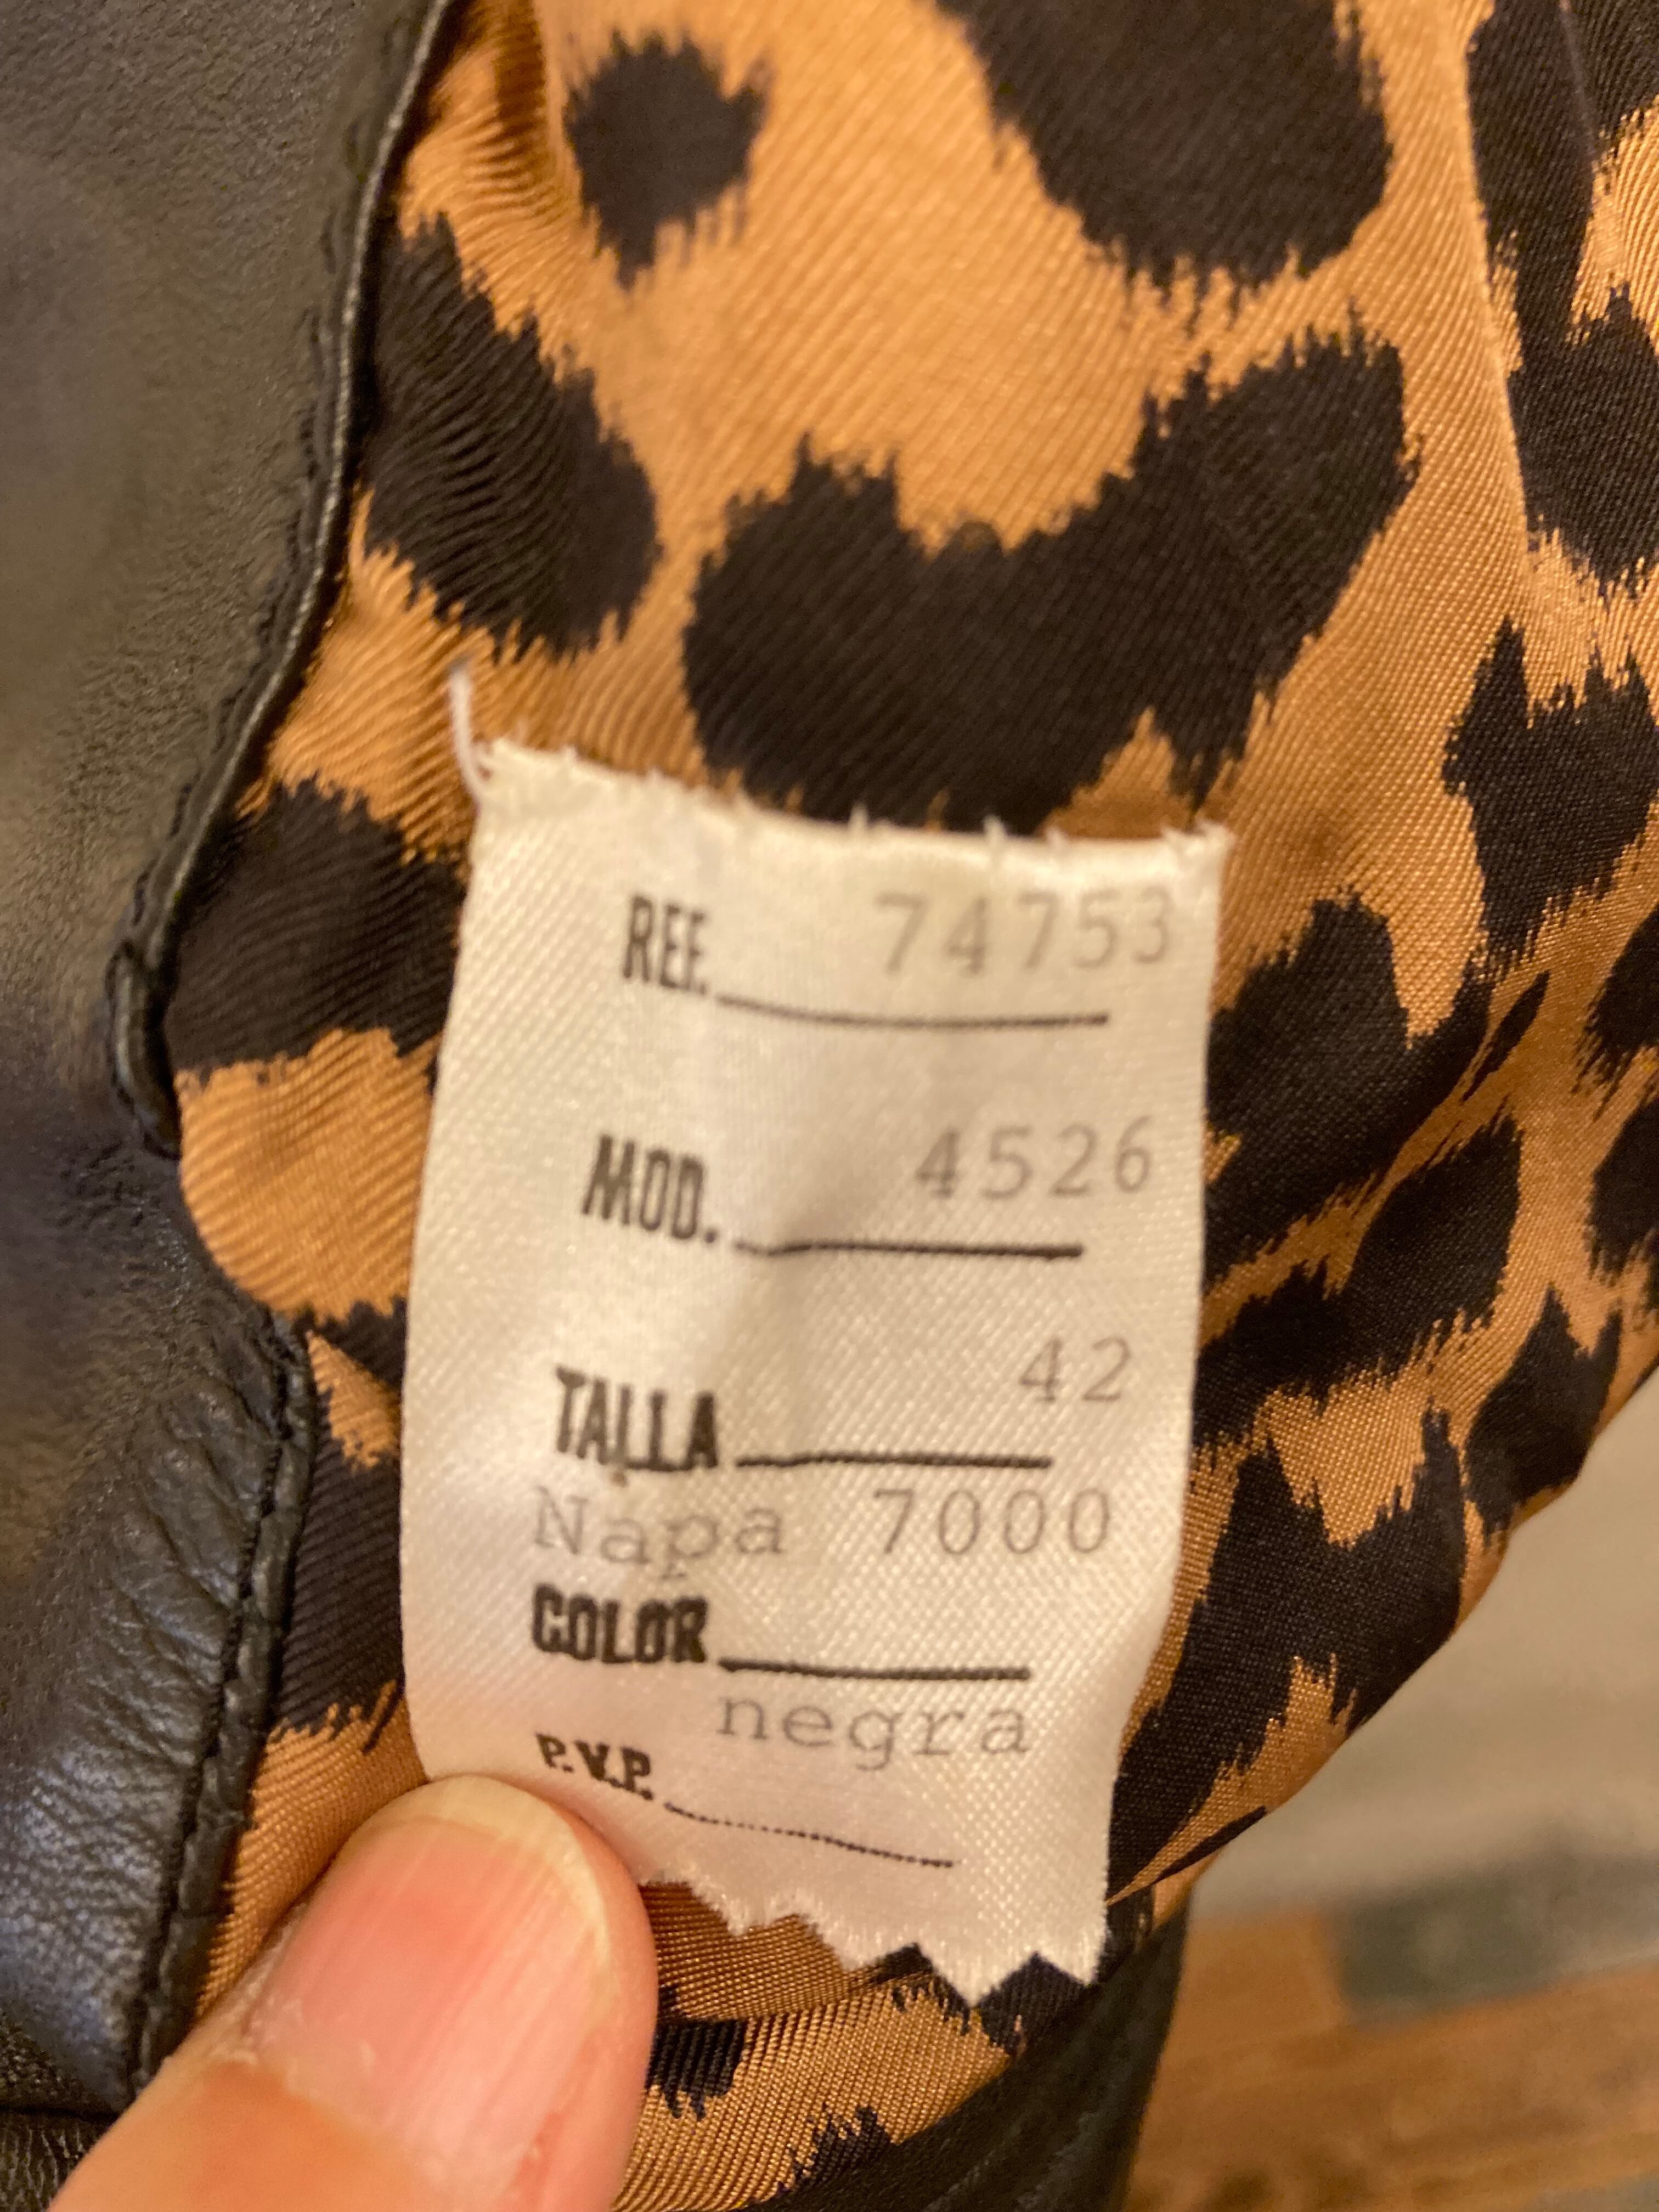 REF. 74753
MOD. 4526
TALLA 42
Napa 7000
COLOR
negra
P.V.P.